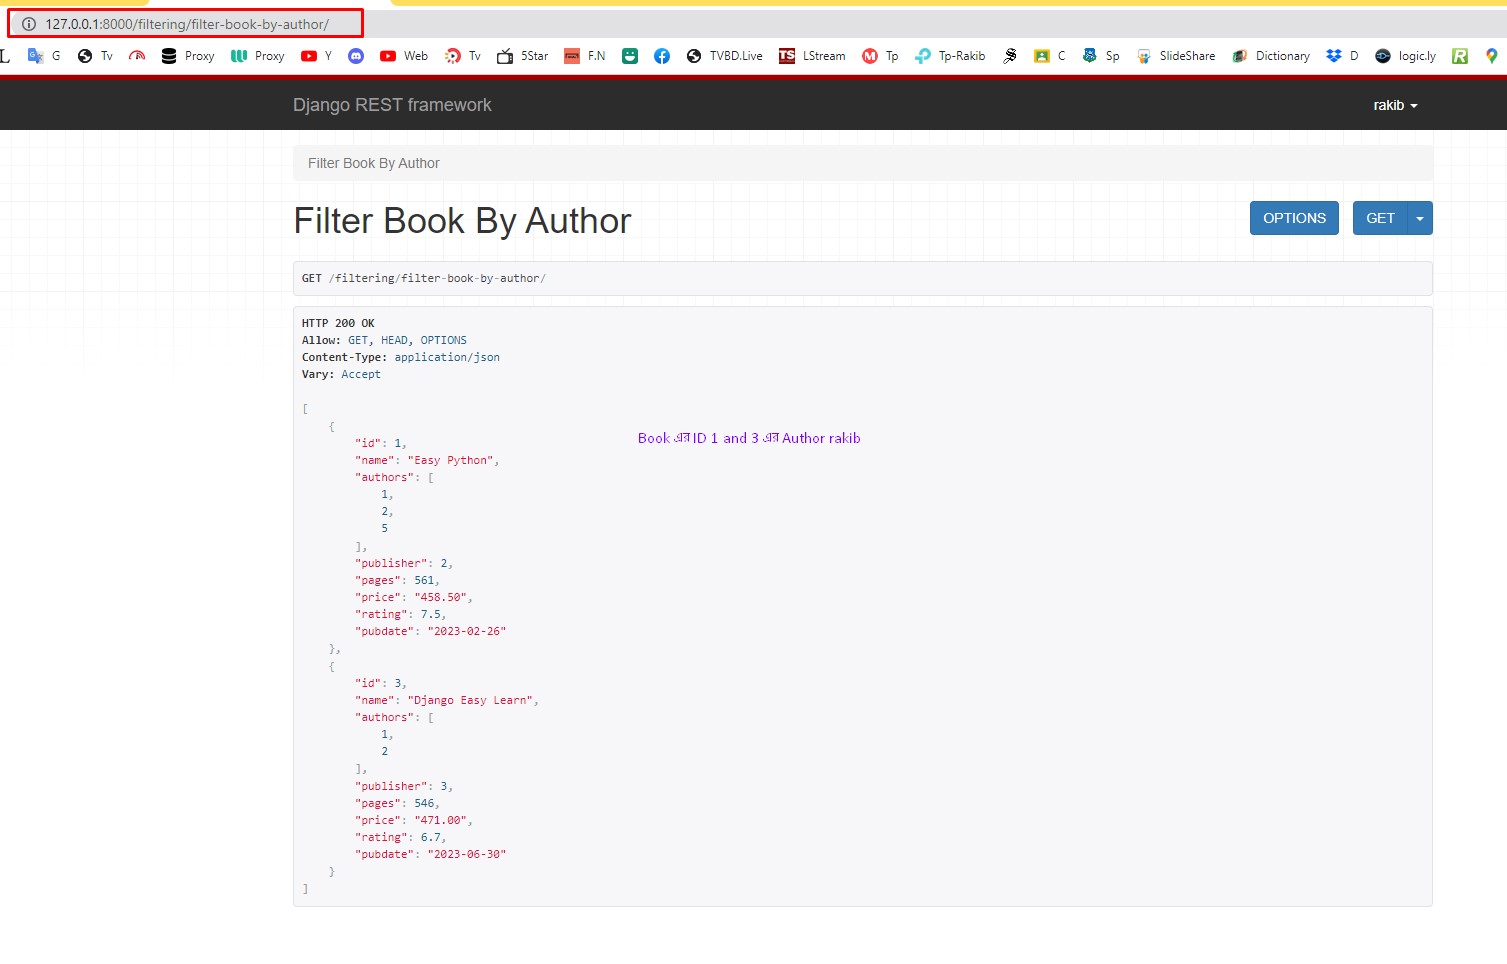 127.0.0.1:8000/filtering/filter-book-by-author/
L G Tv Proxy Proxy Y Web Tv 5Star F.N TVBD.Live TS LStream M Tp Tp-Rakib C Sp SlideShare Dictionary D logic.ly R
Django REST framework rakib
Filter Book By Author
Filter Book By Author OPTIONS GET
GET /filtering/filter-book-by-author/
HTTP 200 OK
Allow: GET, HEAD, OPTIONS
Content-Type: application/json
Vary: Accept
[
{
Book এর ID 1 and 3 এর Author rakib
"id": 1,
"name": "Easy Python",
"authors": [
1,
2,
5
],
"publisher": 2,
"pages": 561,
"price": "458.50",
"rating": 7.5,
"pubdate": "2023-02-26"
},
{
"id": 3,
"name": "Django Easy Learn",
"authors": [
1,
2
],
"publisher": 3,
"pages": 546,
"price": "471.00",
"rating": 6.7,
"pubdate": "2023-06-30"
}
]